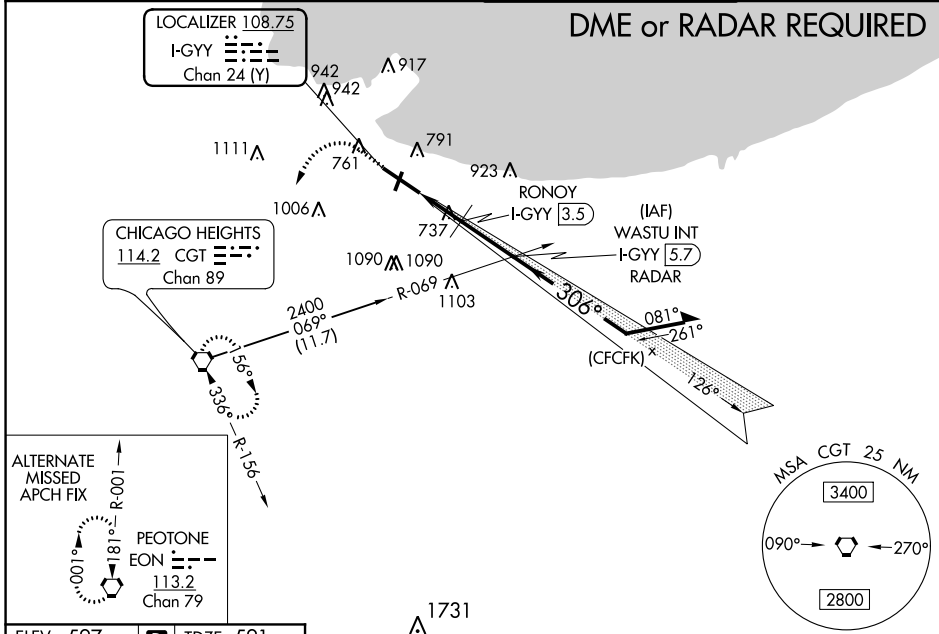 DME or RADAR REQUIRED
LOCALIZER 108.75
I-GYY
Chan 24 (Y)
942
942
917
1111
761
791
923
1006
737
RONOY
I-GYY 3.5
(IAF)
WASTU INT
I-GYY 5.7
RADAR
CHICAGO HEIGHTS
114.2 CGT
Chan 89
1090
1090
1103
R-069
2400
069°
(11.7)
306°
081°
261°
(CFCFK) x
126°
156°
336°
R-156
ALTERNATE
MISSED
APCH FIX
R-001
181°
001°
PEOTONE
EON
113.2
Chan 79
MSA CGT 25 NM
3400
090°
270°
2800
1731